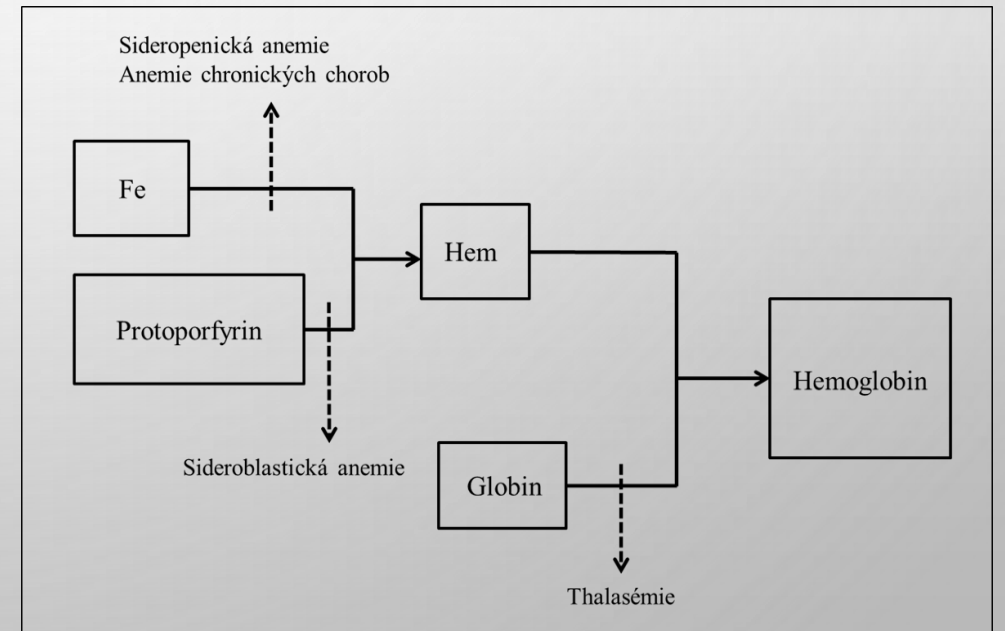 Sideropenická anemie
Anemie chronických chorob
Fe
Hem
Protoporfyrin
Hemoglobin
Sideroblastická anemie
Globin
Thalasémie